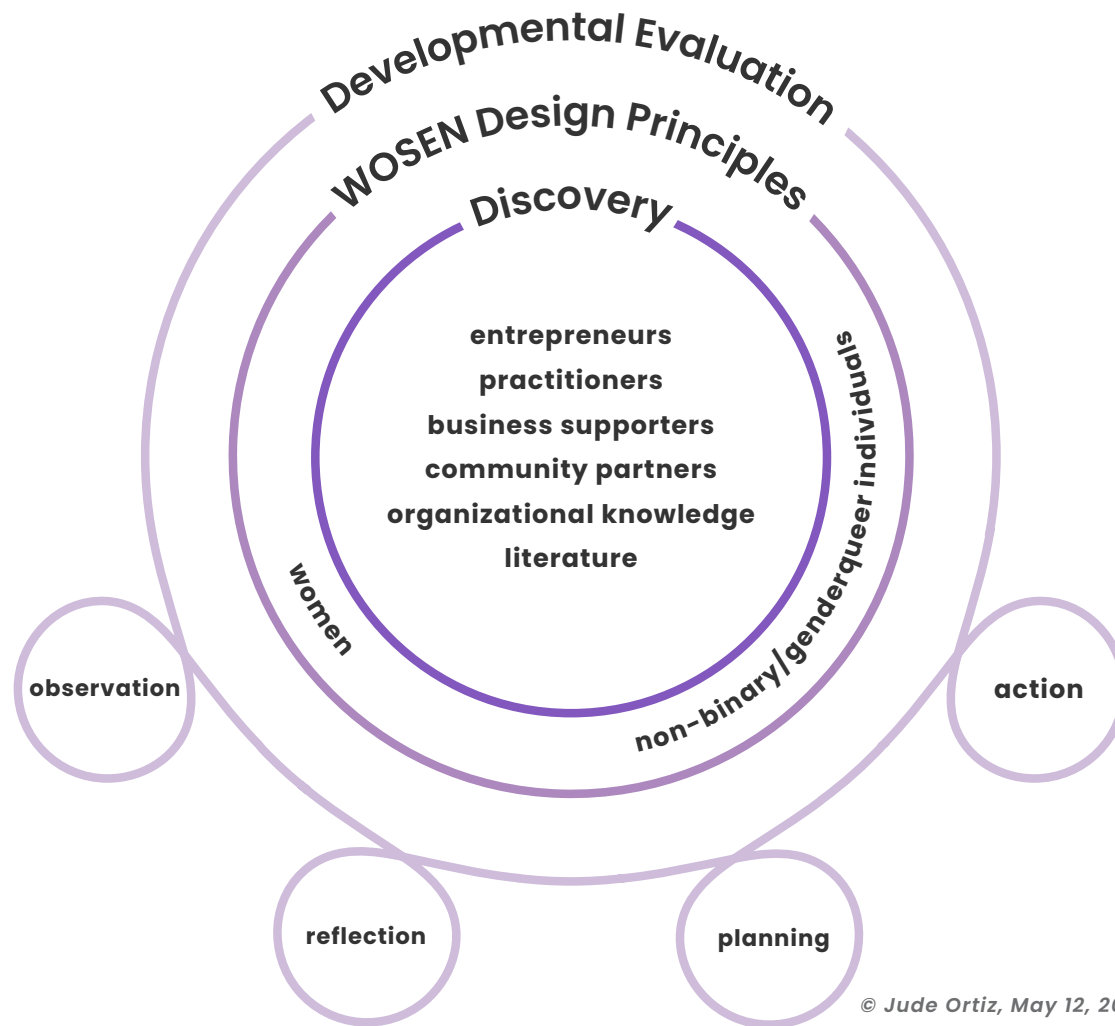 Developmental Evaluation
WOSEN Design Principles
Discovery
entrepreneurs
practitioners
business supporters
community partners
organizational knowledge
literature
women
non-binary/genderqueer individuals
observation
action
reflection
planning
© Jude Ortiz, May 12,